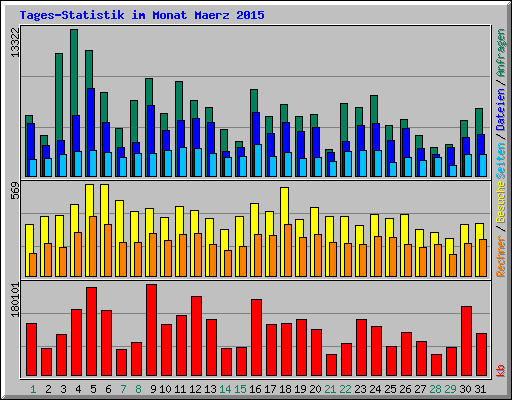 Tages-Statistik im Monat Maerz 2015
13322
569
180101
Rechner / Besuche Seiten / Dateien / Anfragen
kb
1 2 3 4 5 6 7 8 9 10 11 12 13 14 15 16 17 18 19 20 21 22 23 24 25 26 27 28 29 30 31